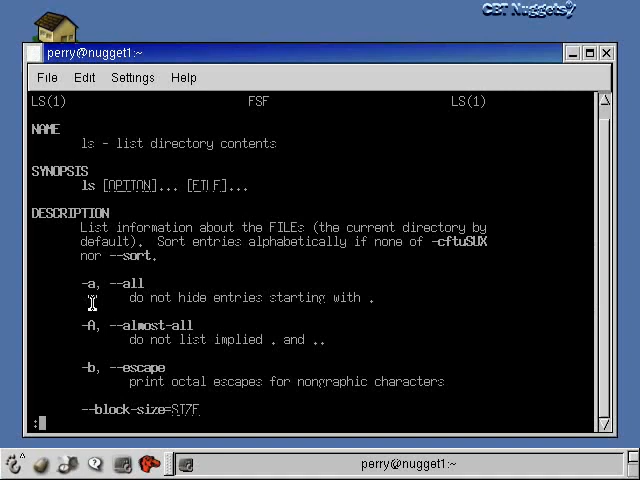 CBT Nuggets
perry@nugget1:~
File Edit Settings Help
LS(1) FSF LS(1)
NAME
ls - list directory contents
SYNOPSIS
ls [OPTION]... [FILE]...
DESCRIPTION
List information about the FILEs (the current directory by
default). Sort entries alphabetically if none of -cftuSUX
nor --sort.
-a, --all
do not hide entries starting with .
-A, --almost-all
do not list implied . and ..
-b, --escape
print octal escapes for nongraphic characters
--block-size=SIZE
:
perry@nugget1:~